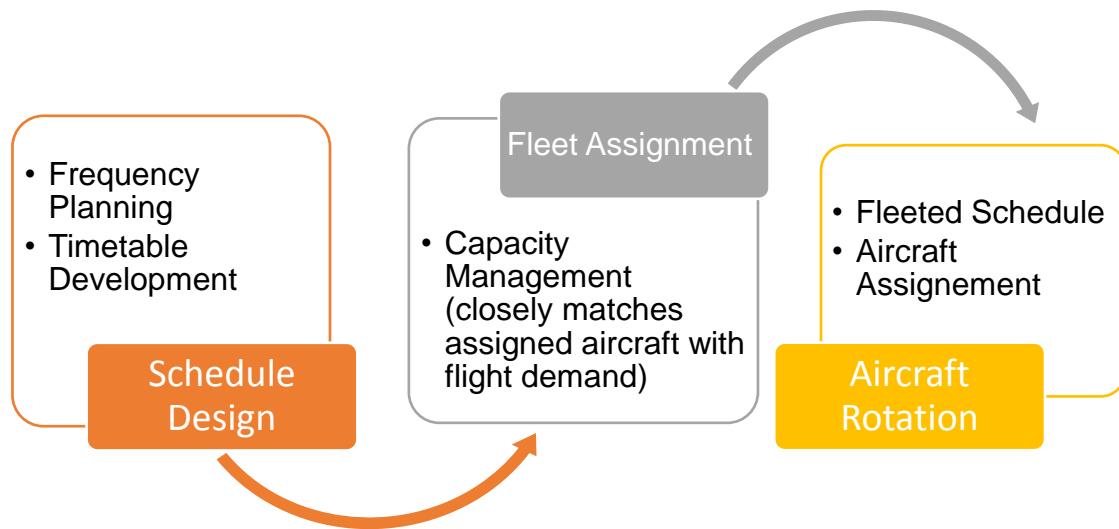 • Frequency
Planning
• Timetable
Development
Schedule
Design
Fleet Assignment
• Capacity
Management
(closely matches
assigned aircraft with
flight demand)
• Fleeted Schedule
• Aircraft
Assignement
Aircraft
Rotation